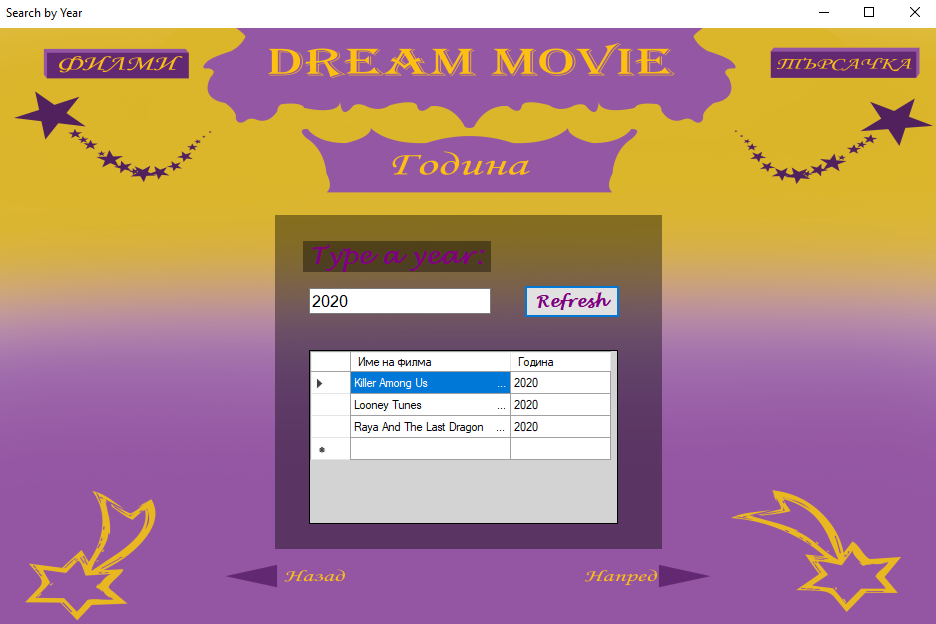 Search by Year
ФИЛМИ
DREAM MOVIE
ТЪРСАЧКА
Година
Type a year:
2020
Refresh
Име на филма Година
Killer Among Us ... 2020
Looney Tunes ... 2020
Raya And The Last Dragon ... 2020
Назад
Напред